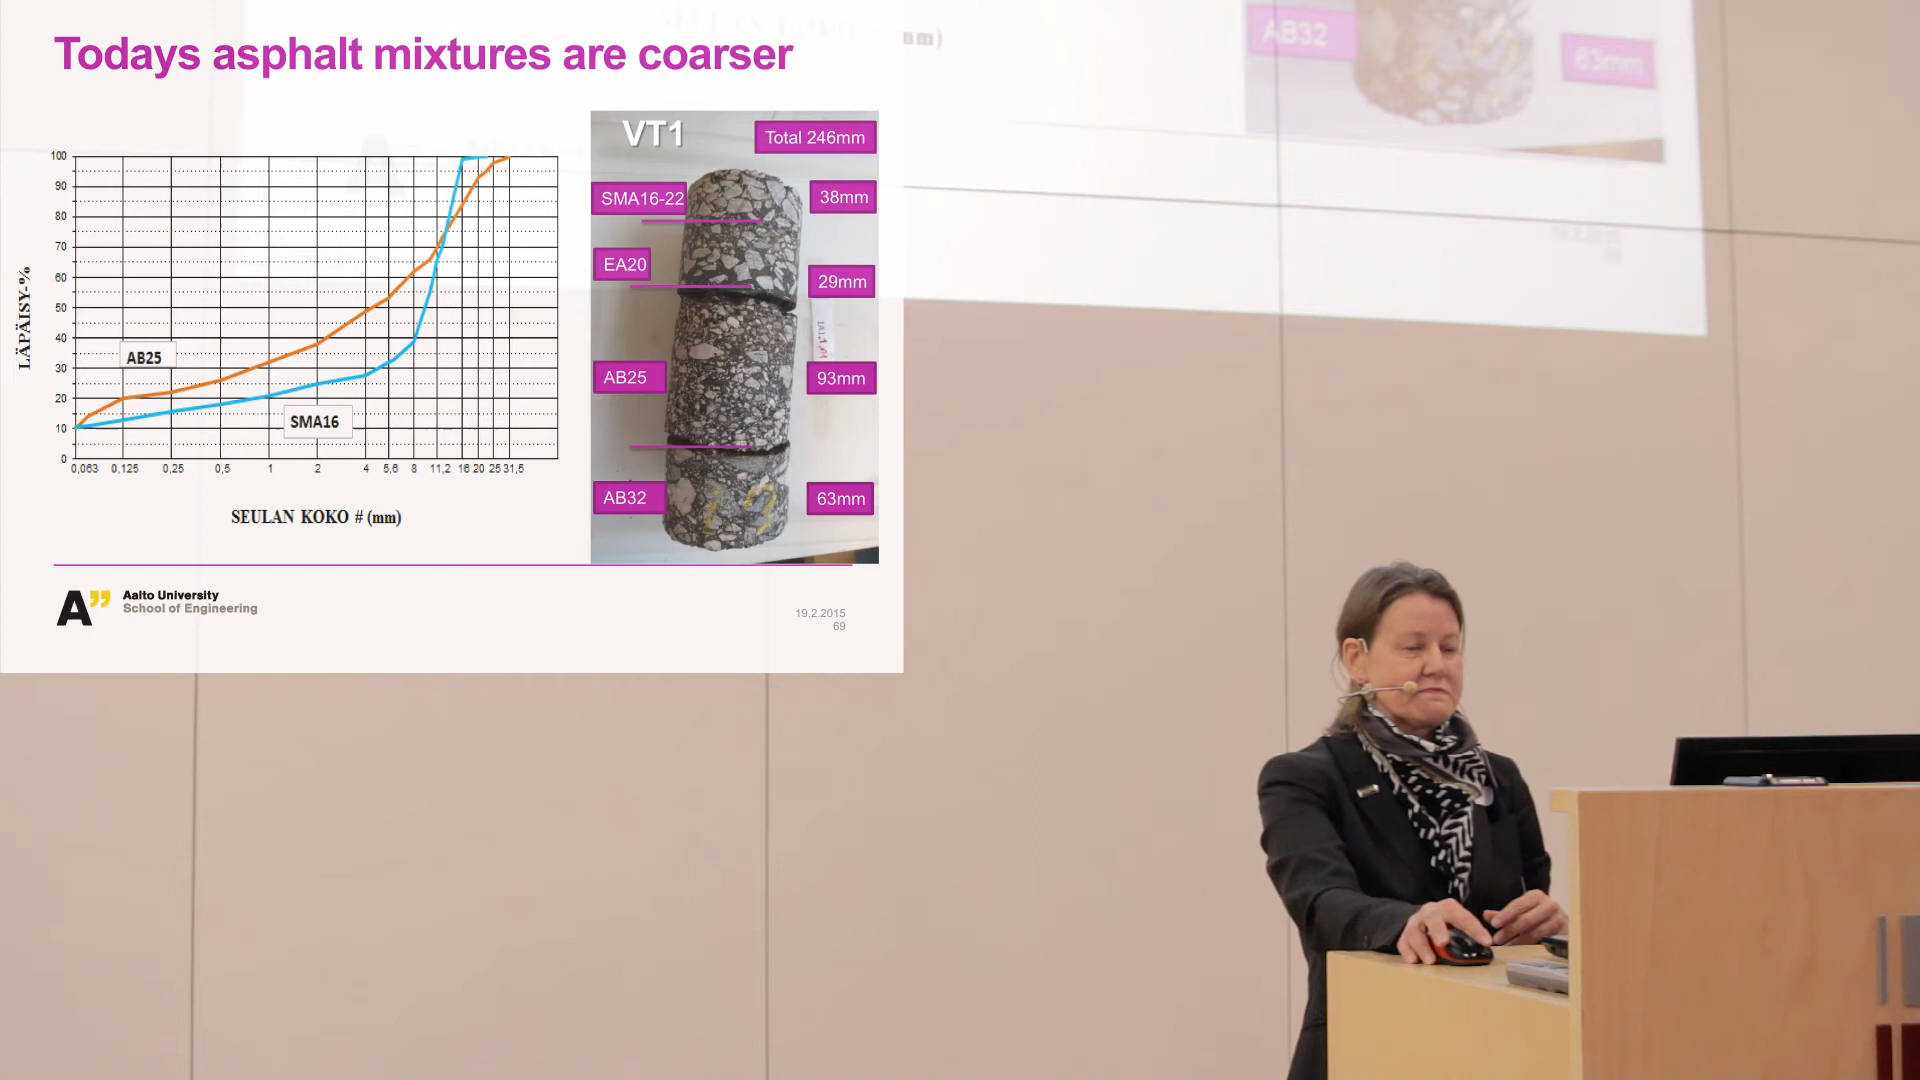 Todays asphalt mixtures are coarser
LÄPÄISY-%
100
90
80
70
60
50
40
30
20
10
0
AB25
SMA16
0,063 0,125 0,25 0,5 1 2 4 5,6 8 11,2 16 20 25 31,5
SEULAN KOKO # (mm)
VT1
Total 246mm
SMA16-22
38mm
EA20
29mm
AB25
93mm
AB32
63mm
A"
Aalto University
School of Engineering
19.2.2015
69
mm)
AB32
63mm